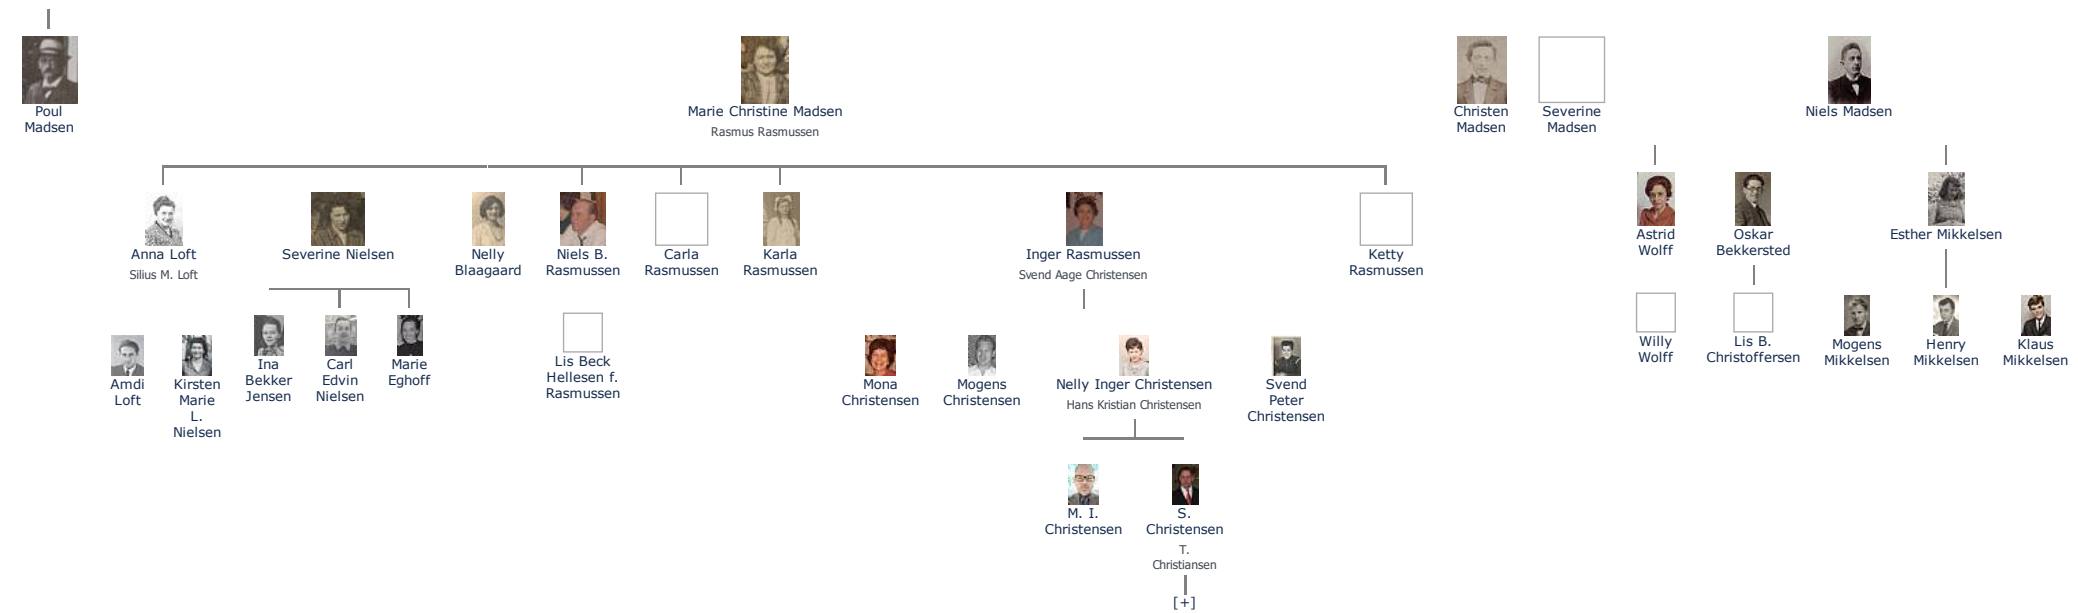 Poul
Madsen
Marie Christine Madsen
Rasmus Rasmussen
Christen
Madsen
Severine
Madsen
Niels Madsen
Anna Loft
Silius M. Loft
Severine Nielsen
Nelly
Blaagaard
Niels B.
Rasmussen
Carla
Rasmussen
Karla
Rasmussen
Inger Rasmussen
Svend Aage Christensen
Ketty
Rasmussen
Astrid
Wolff
Oskar
Bekkersted
Esther Mikkelsen
Amdi
Loft
Kirsten
Marie
L.
Nielsen
Ina
Bekker
Jensen
Carl
Edvin
Nielsen
Marie
Eghoff
Lis Beck
Hellesen f.
Rasmussen
Mona
Christensen
Mogens
Christensen
Nelly Inger Christensen
Hans Kristian Christensen
Svend
Peter
Christensen
Willy
Wolff
Lis B.
Christoffersen
Mogens
Mikkelsen
Henry
Mikkelsen
Klaus
Mikkelsen
M. I.
Christensen
S.
Christensen
T.
Christiansen
[+]